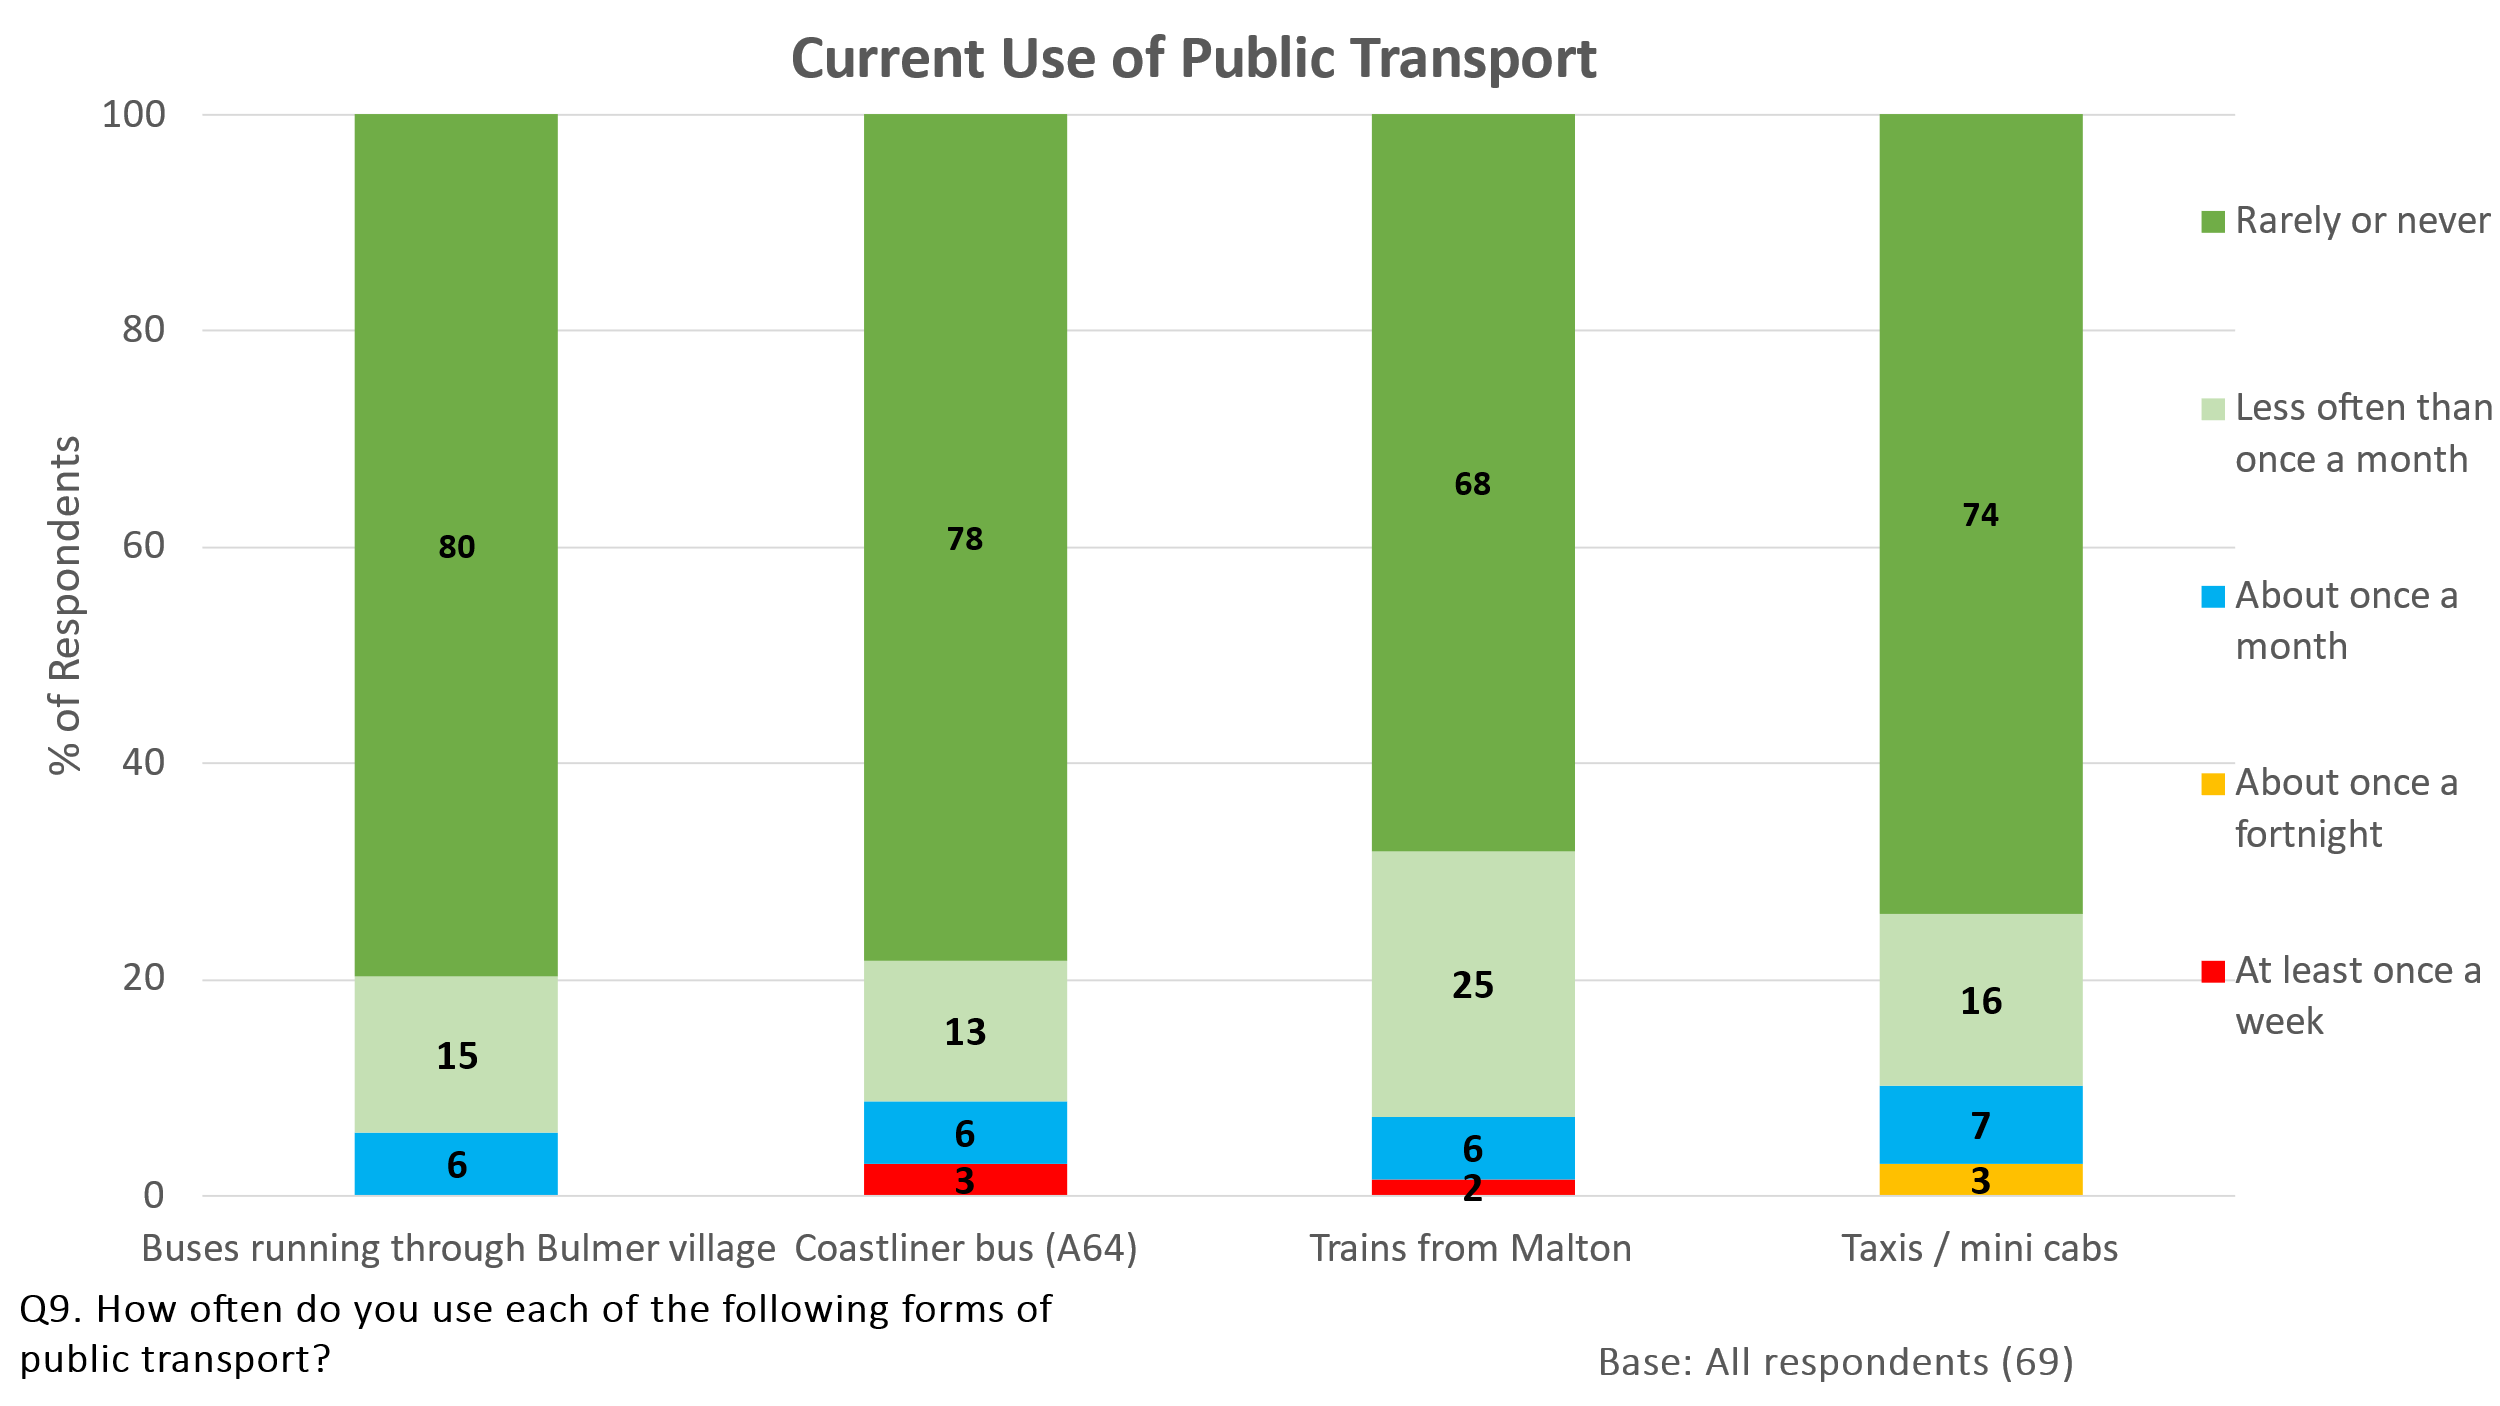 Current Use of Public Transport
100
80
60
40
20
0
% of Respondents
80
15
6
78
13
6
3
68
25
6
2
74
16
7
3
Rarely or never
Less often than
once a month
About once a
month
About once a
fortnight
At least once a
week
Buses running through Bulmer village
Coastliner bus (A64)
Trains from Malton
Taxis / mini cabs
Q9. How often do you use each of the following forms of
public transport?
Base: All respondents (69)